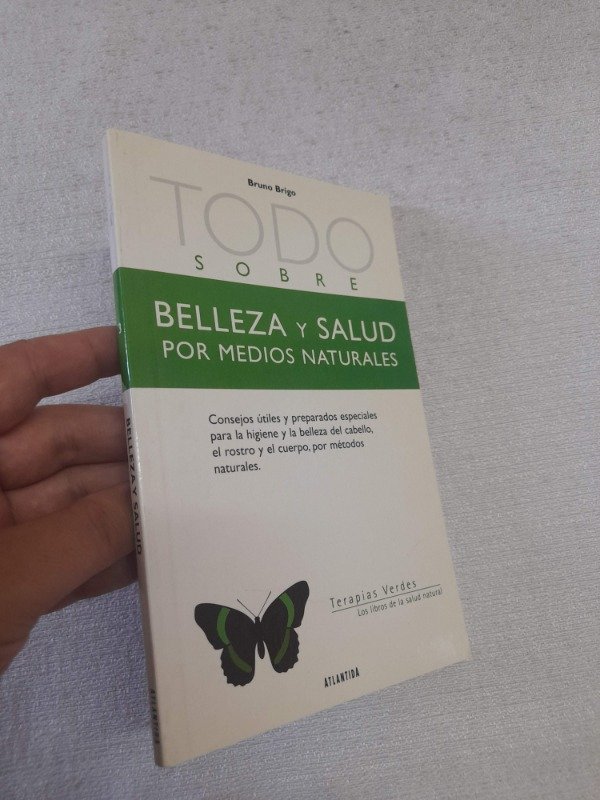 Bruno Brigo
TODO
SOBRE
BELLEZA Y SALUD
POR MEDIOS NATURALES
Consejos útiles y preparados especiales
para la higiene y la belleza del cabello,
el rostro y el cuerpo, por métodos
naturales.
Terapias Verdes
Los libros de la salud natural
ATLANTIDA
BELLEZA Y SALUD
ATLANTIDA